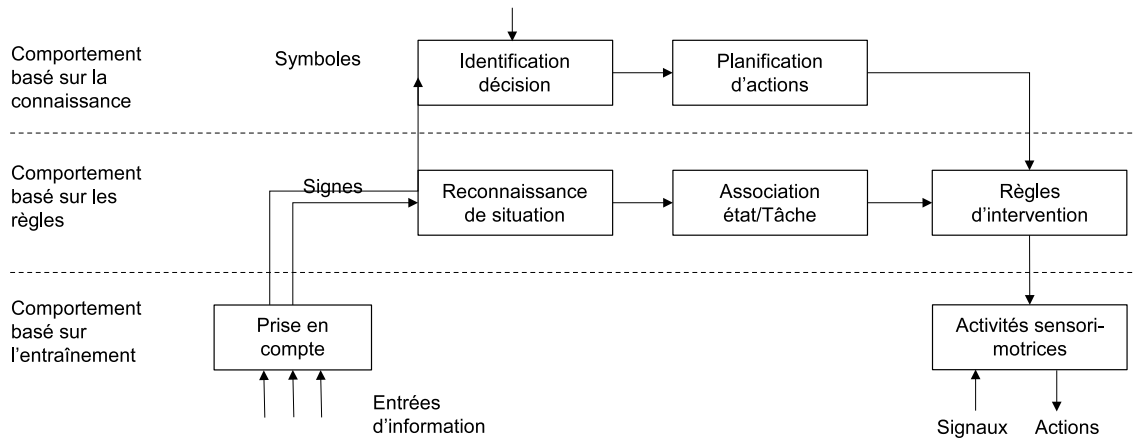 Comportement
basé sur la
connaissance
Symboles
Identification
décision
Planification
d’actions
Comportement
basé sur les
règles
Signes
Reconnaissance
de situation
Association
état/Tâche
Règles
d’intervention
Comportement
basé sur
l’entraînement
Prise en
compte
Activités sensori-
motrices
Entrées
d’information
Signaux
Actions